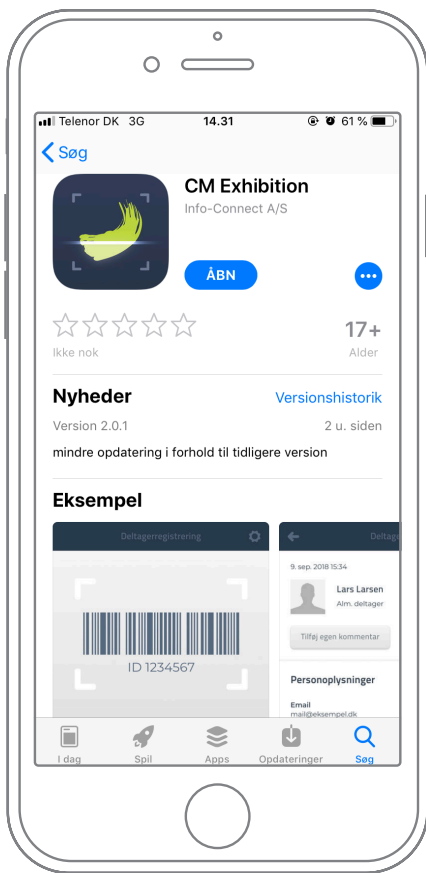 Telenor DK 3G 14.31 61 %
Søg
CM Exhibition
Info-Connect A/S
ÅBN
17+
Ikke nok Alder
Nyheder Versionshistorik
Version 2.0.1 2 u. siden
mindre opdatering i forhold til tidligere version
Eksempel
Deltagerregistrering
ID 1234567
Deltage
9. sep. 2018 15:34
Lars Larsen
Alm. deltager
Tilføj egen kommentar
Personoplysninger
Email
mail@eksempel.dk
I dag Spil Apps Opdateringer Søg